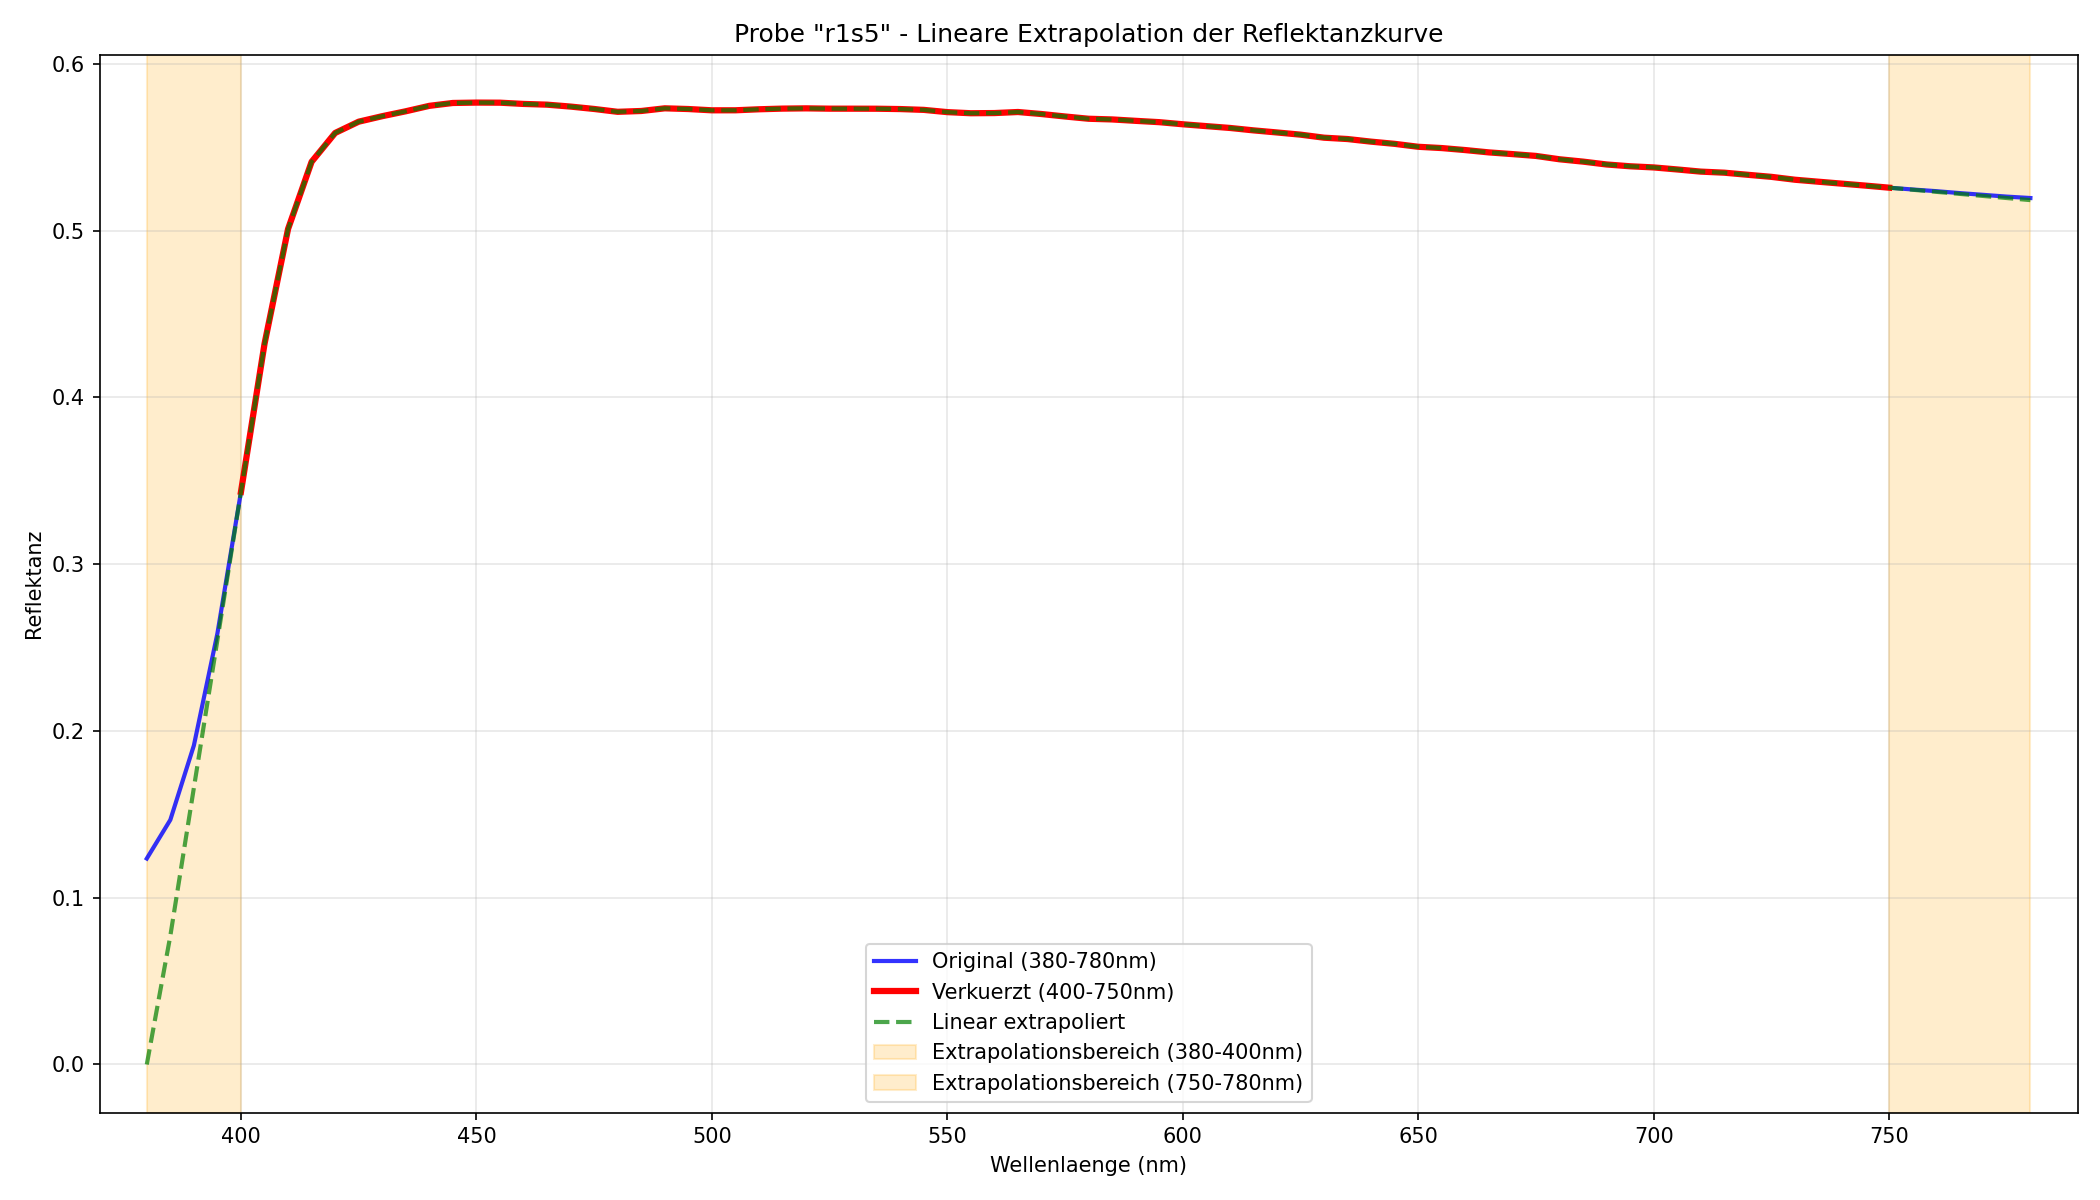 Probe "r1s5" - Lineare Extrapolation der Reflektanzkurve
0.6
0.5
0.4
0.3
0.2
0.1
0.0
Reflektanz
400
450
500
550
600
650
700
750
Wellenlaenge (nm)
Original (380-780nm)
Verkuerzt (400-750nm)
Linear extrapoliert
Extrapolationsbereich (380-400nm)
Extrapolationsbereich (750-780nm)